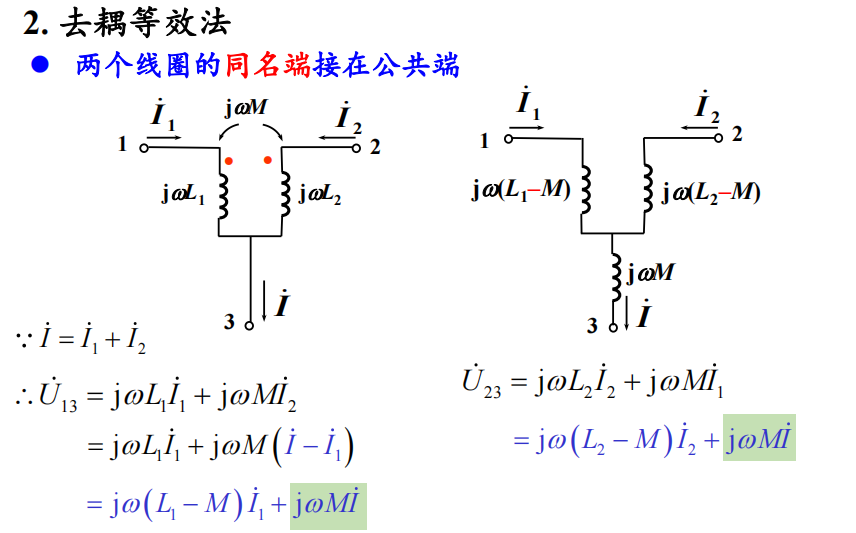 2. 去耦等效法
● 两个线圈的同名端接在公共端
İ₁ jωM İ₂
1 2
jωL₁ jωL₂
3 İ
İ₁ İ₂
1 2
jω(L₁–M) jω(L₂–M)
jωM
3 İ
∵ İ = İ₁ + İ₂
∴ U̇₁₃ = jωL₁İ₁ + jωMİ₂
= jωL₁İ₁ + jωM(İ − İ₁)
= jω(L₁ − M)İ₁ + jωMİ
U̇₂₃ = jωL₂İ₂ + jωMİ₁
= jω(L₂ − M)İ₂ + jωMİ